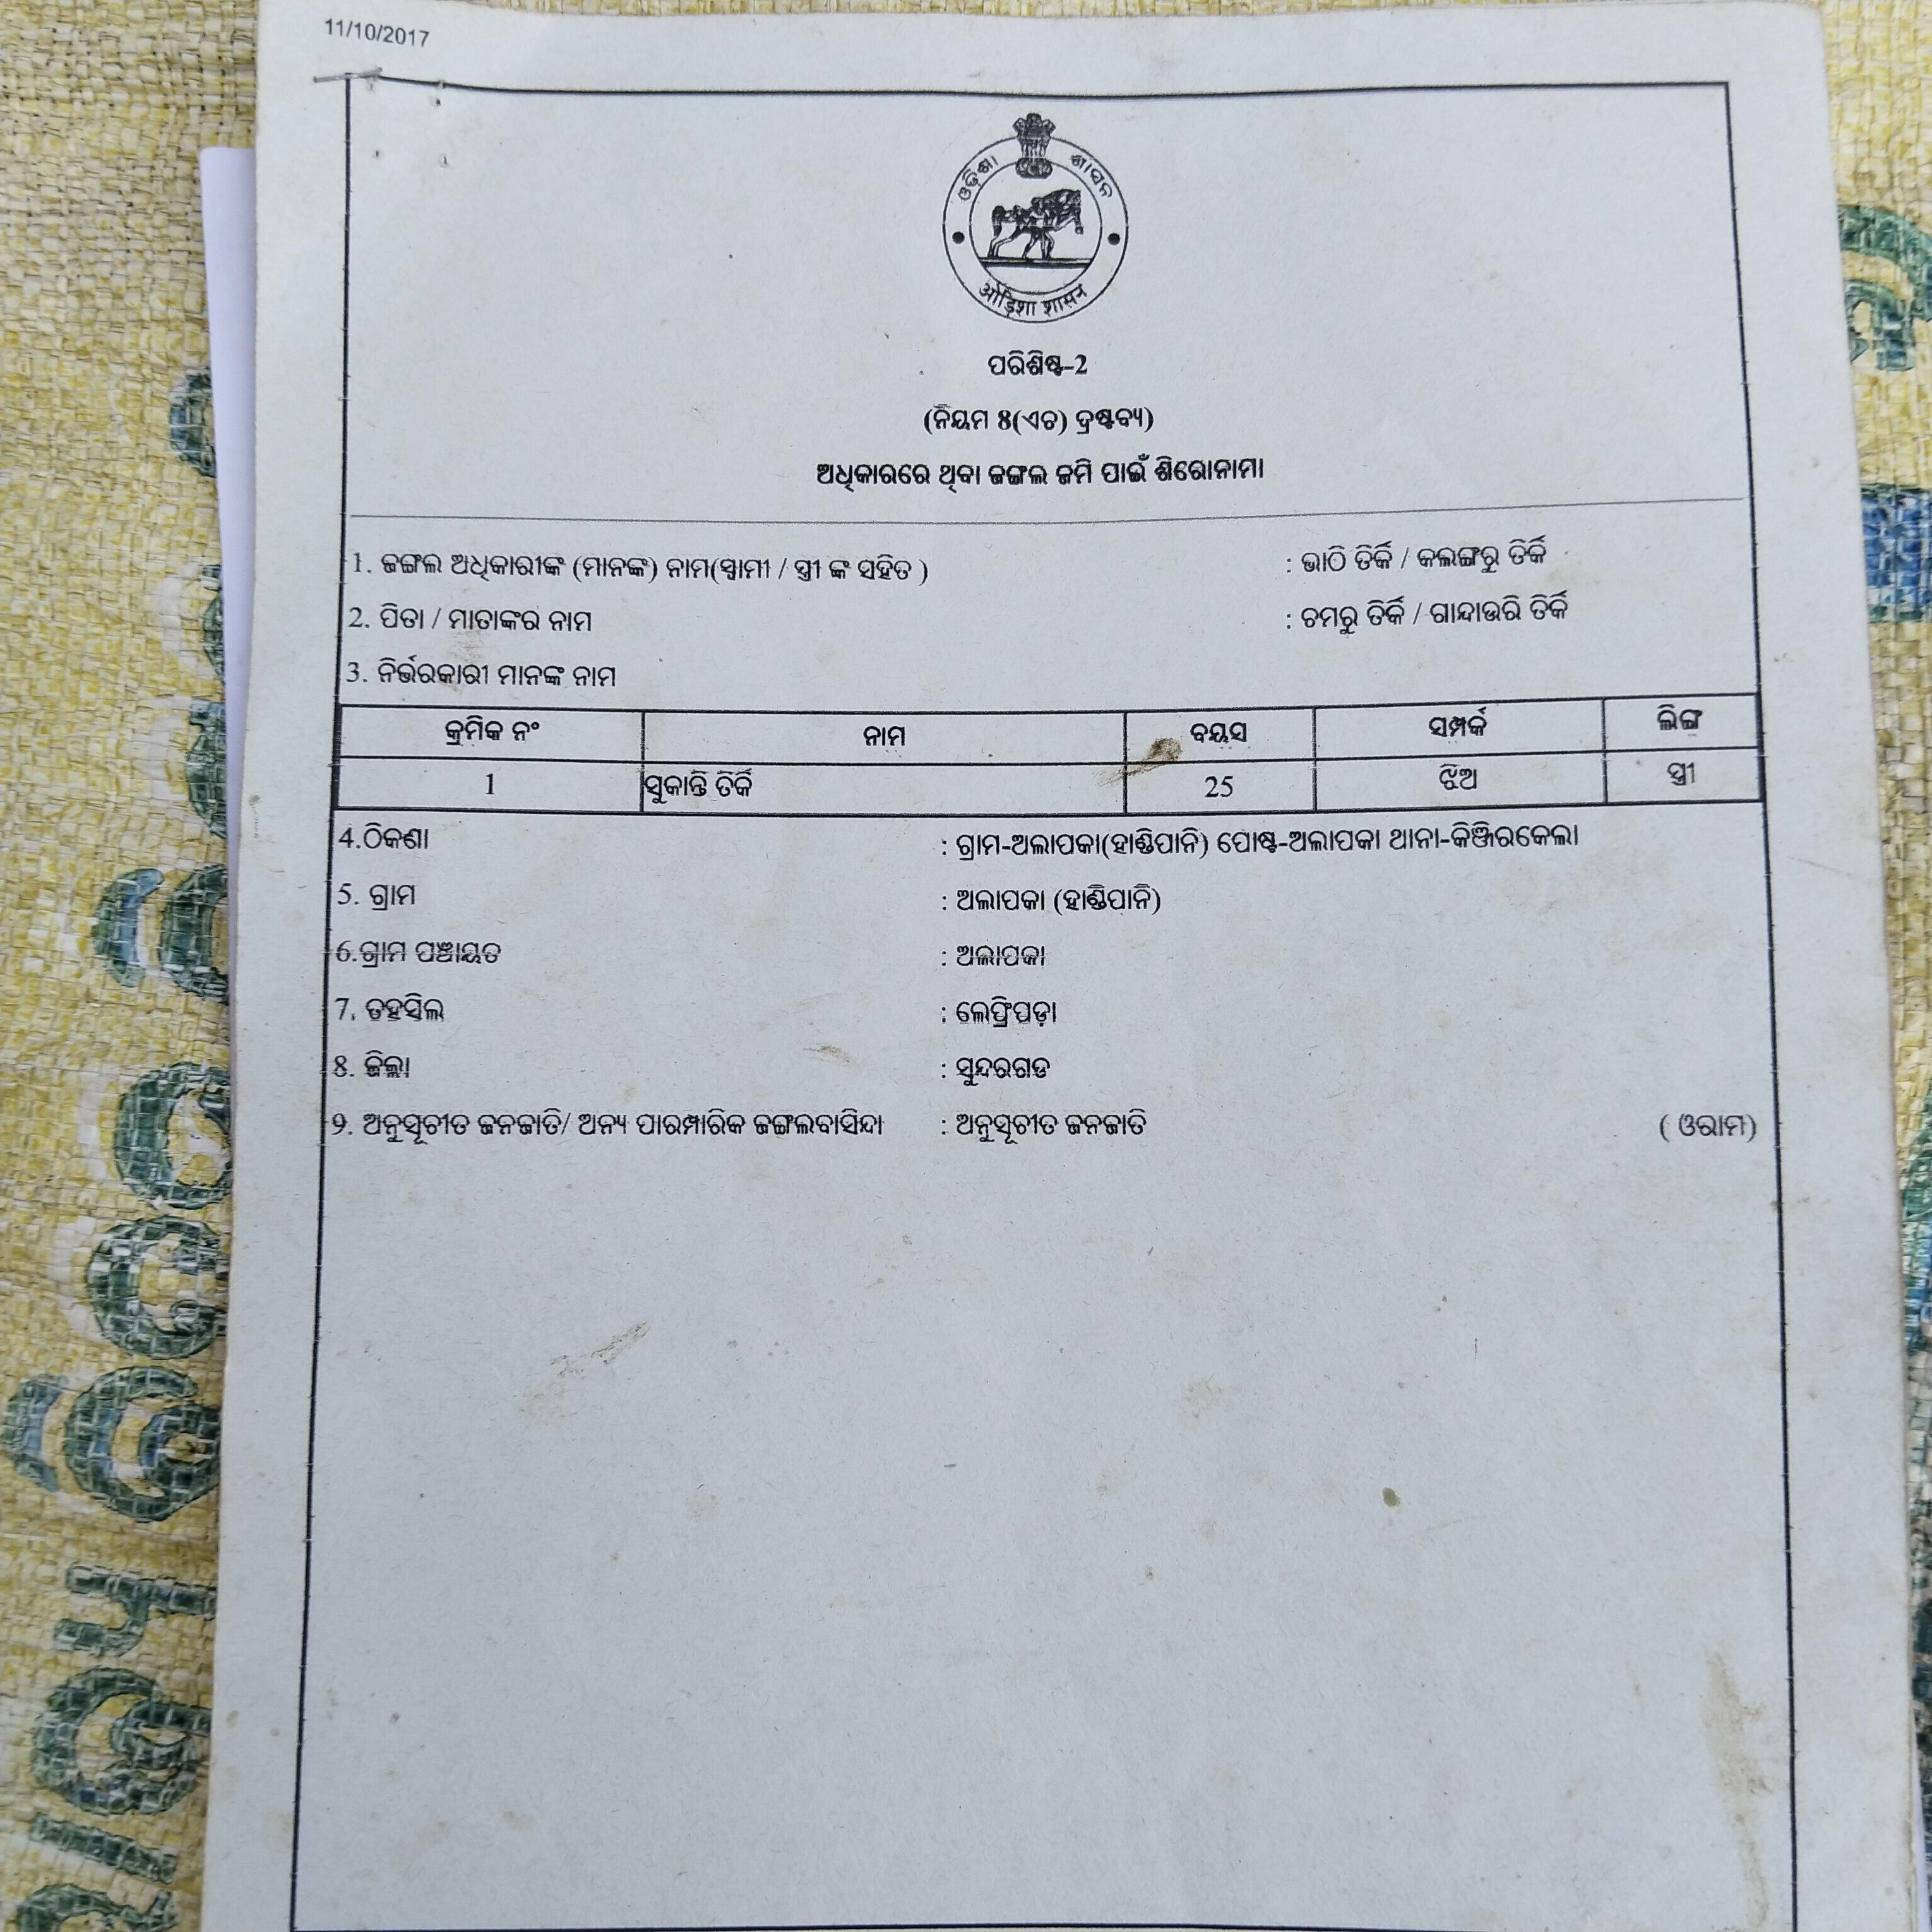 11/10/2017
ଓଡ଼ିଶା ଶାସନ
ओड़िशा शासन
ପରିଶିଷ୍ଟ-2
(ନିୟମ 8(ଏଚ) ଦ୍ରଷ୍ଟବ୍ୟ)
ଅଧିକାରରେ ଥିବା ଜଙ୍ଗଲ ଜମି ପାଇଁ ଶିରୋନାମା
1. ଜଙ୍ଗଲ ଅଧିକାରୀଙ୍କ (ମାନଙ୍କ) ନାମ(ସ୍ୱାମୀ / ସ୍ତ୍ରୀ ଙ୍କ ସହିତ ) : ଭାଠି ତିର୍କି / କଲଙ୍ଗରୁ ତିର୍କି
2. ପିତା / ମାତାଙ୍କର ନାମ : ଚମରୁ ତିର୍କି / ଗାନ୍ଦାଉରି ତିର୍କି
3. ନିର୍ଭରକାରୀ ମାନଙ୍କ ନାମ
କ୍ରମିକ ନଂ ନାମ ବୟସ ସମ୍ପର୍କ ଲିଙ୍ଗ
1 ସୁକାନ୍ତି ତିର୍କି 25 ଝିଅ ସ୍ତ୍ରୀ
4.ଠିକଣା : ଗ୍ରାମ-ଅଲାପକା(ହାଣ୍ଡିପାନି) ପୋଷ୍ଟ-ଅଲାପକା ଥାନା-କିଞ୍ଜିରକେଲା
5. ଗ୍ରାମ : ଅଲାପକା (ହାଣ୍ଡିପାନି)
6.ଗ୍ରାମ ପଞ୍ଚାୟତ : ଅଲାପକା
7. ତହସିଲ : ଲେଫ୍ରିପଡ଼ା
8. ଜିଲ୍ଲା : ସୁନ୍ଦରଗଡ
9. ଅନୁସୂଚୀତ ଜନଜାତି/ ଅନ୍ୟ ପାରମ୍ପାରିକ ଜଙ୍ଗଲବାସିନ୍ଦା : ଅନୁସୂଚୀତ ଜନଜାତି ( ଓରାମ)